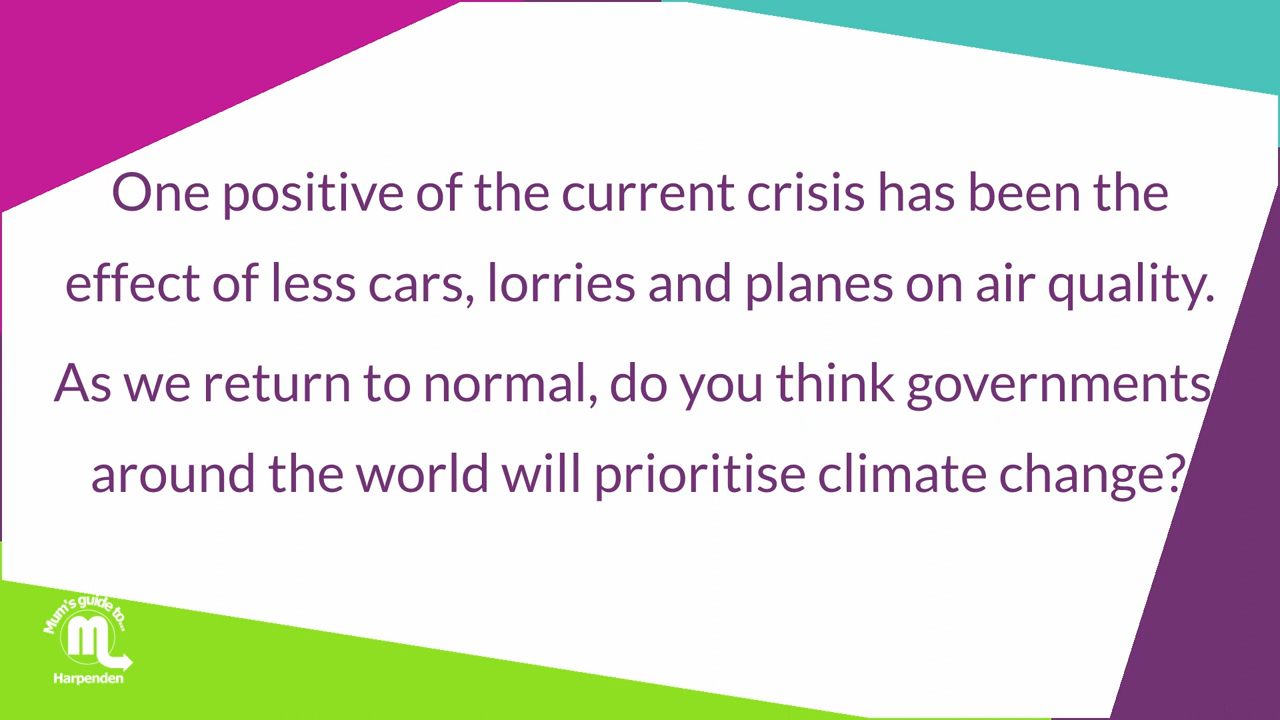 One positive of the current crisis has been the
effect of less cars, lorries and planes on air quality.
As we return to normal, do you think governments
around the world will prioritise climate change?
Mum's guide to...
m
Harpenden